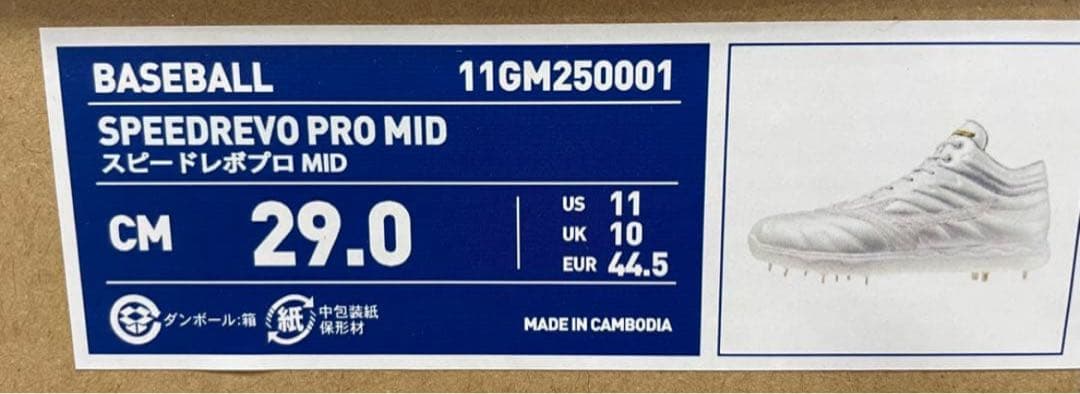 BASEBALL 11GM250001
SPEEDREVO PRO MID
スピードレボプロ MID
CM 29.0
US 11
UK 10
EUR 44.5
ダンボール:箱
紙
中包装紙
保形材
MADE IN CAMBODIA